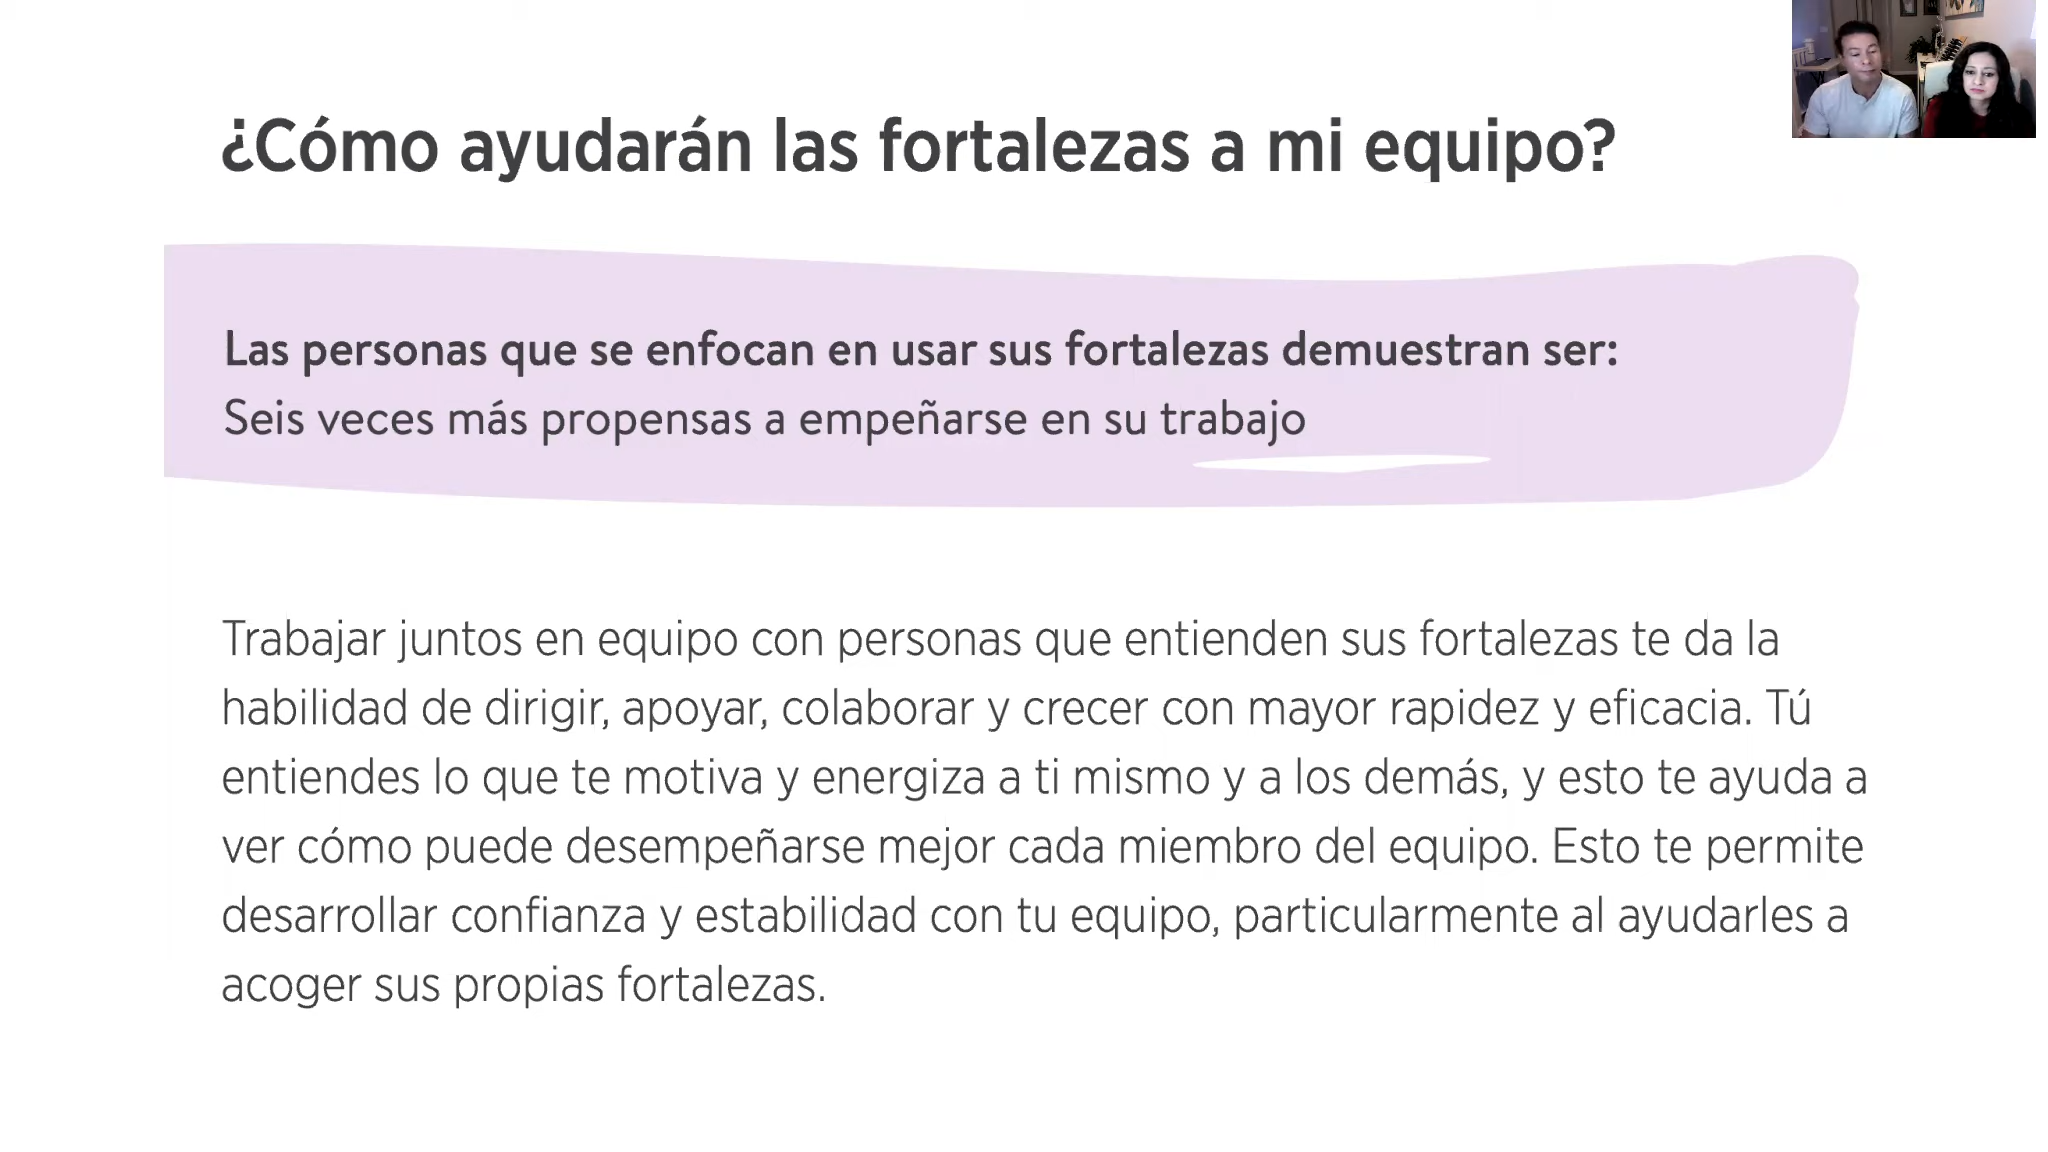 ¿Cómo ayudarán las fortalezas a mi equipo?
Las personas que se enfocan en usar sus fortalezas demuestran ser:
Seis veces más propensas a empeñarse en su trabajo
Trabajar juntos en equipo con personas que entienden sus fortalezas te da la
habilidad de dirigir, apoyar, colaborar y crecer con mayor rapidez y eficacia. Tú
entiendes lo que te motiva y energiza a ti mismo y a los demás, y esto te ayuda a
ver cómo puede desempeñarse mejor cada miembro del equipo. Esto te permite
desarrollar confianza y estabilidad con tu equipo, particularmente al ayudarles a
acoger sus propias fortalezas.